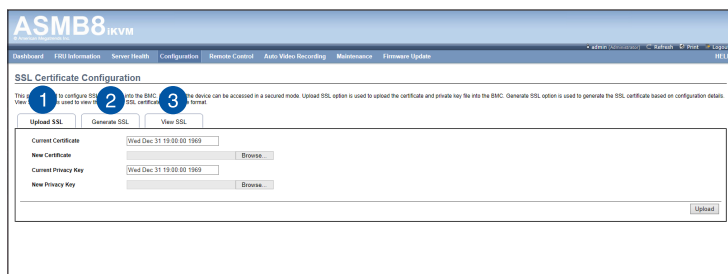 ASMB8 iKVM
admin (Administrator) Refresh Print Logout
Dashboard FRU Information Server Health Configuration Remote Control Auto Video Recording Maintenance Firmware Update HELP
SSL Certificate Configuration
This to configure SSL into the BMC. the device can be accessed in a secured mode. Upload SSL option is used to upload the certificate and private key file into the BMC. Generate SSL option is used to generate the SSL certificate based on configuration details.
View is used to view the SSL certificate format.
1 2 3
Upload SSL Generate SSL View SSL
Current Certificate Wed Dec 31 19:00:00 1969
New Certificate Browse...
Current Privacy Key Wed Dec 31 19:00:00 1969
New Privacy Key Browse...
Upload